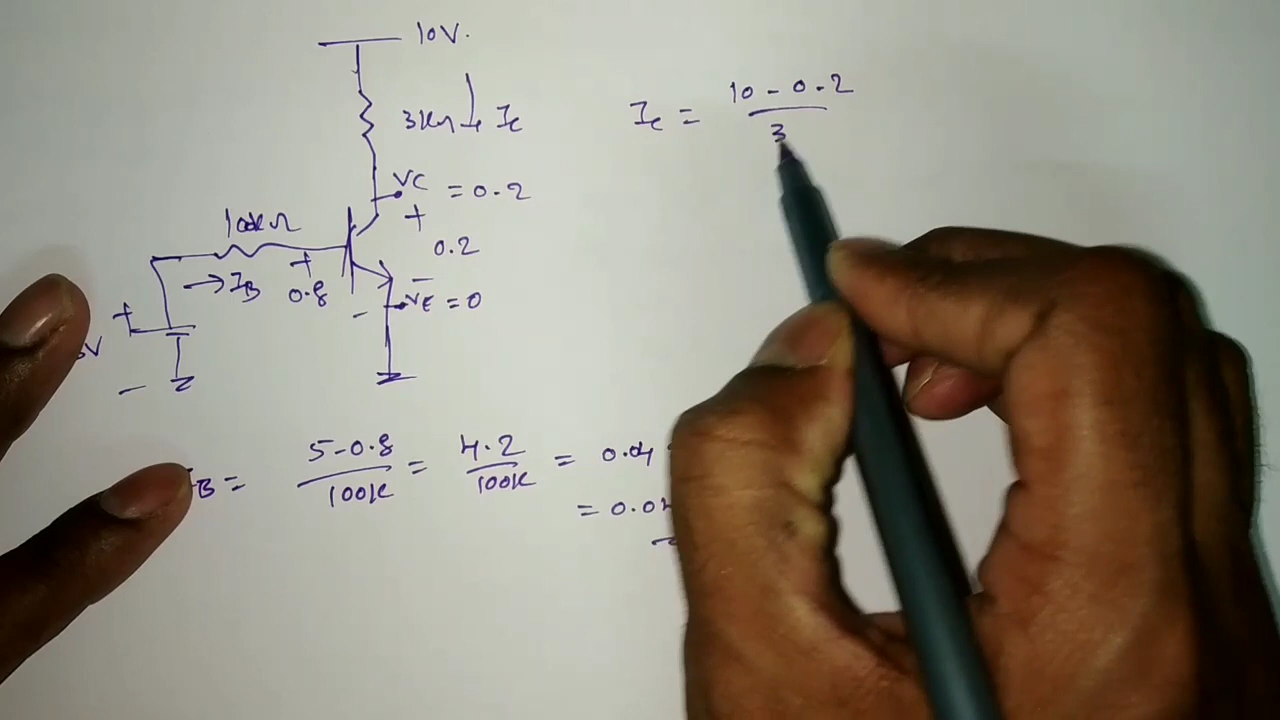 10V.
3kΩ ↓ Ic
Ic = 10 - 0.2 / 3
VC = 0.2
+
100kΩ
0.2
+
→ IB
0.8
-
VE = 0
+
-
V
-
5-0.8 / 100K = 4.2 / 100K = 0.04
B =
= 0.04